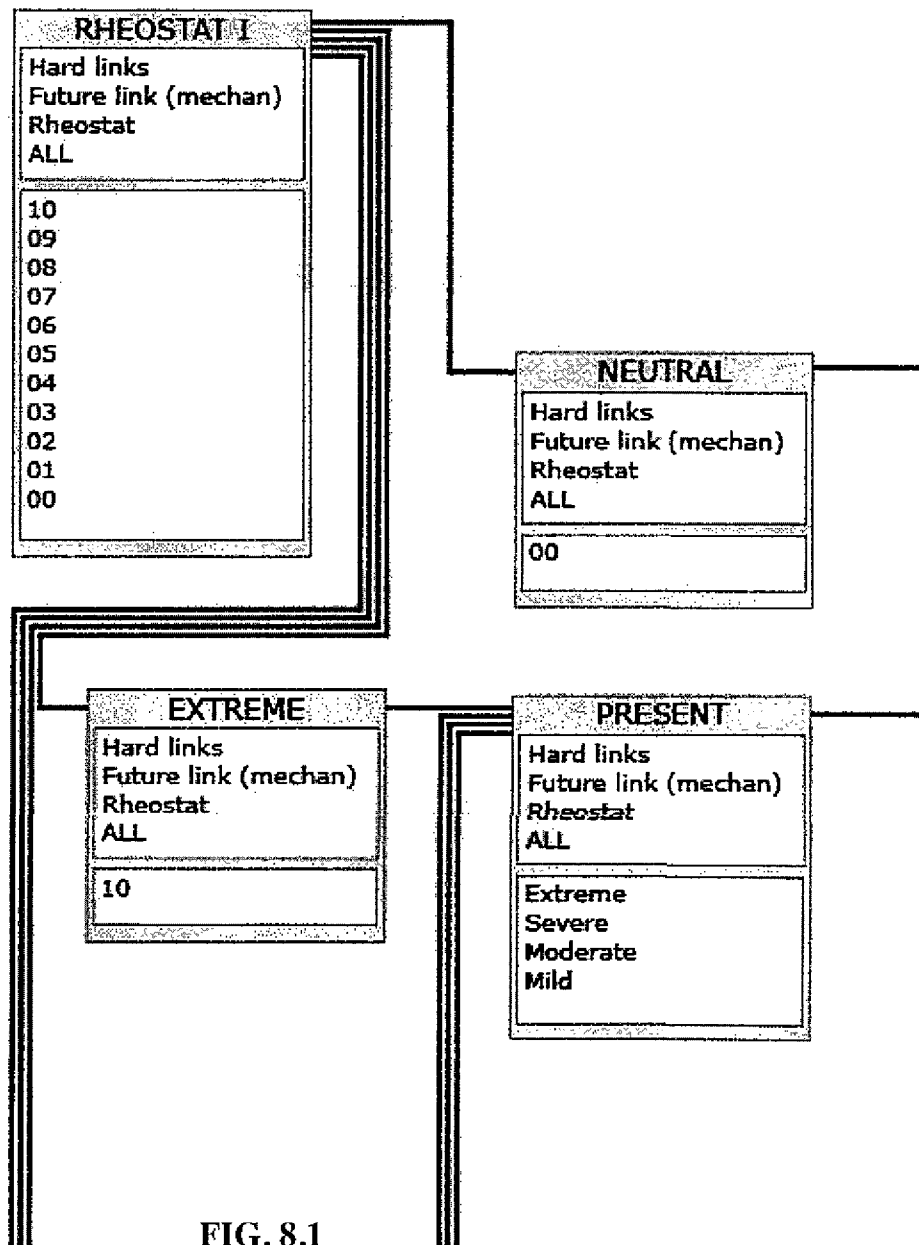 RHEOSTAT I
Hard links
Future link (mechan)
Rheostat
ALL
10
09
08
07
06
05
04
03
02
01
00
NEUTRAL
Hard links
Future link (mechan)
Rheostat
ALL
00
EXTREME
Hard links
Future link (mechan)
Rheostat
ALL
10
PRESENT
Hard links
Future link (mechan)
Rheostat
ALL
Extreme
Severe
Moderate
Mild
FIG. 8.1